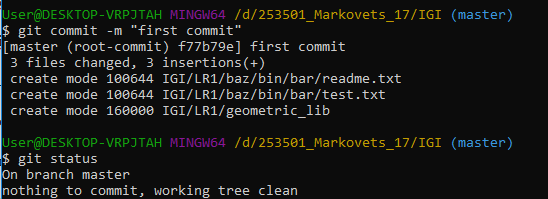 User@DESKTOP-VRPJTAH MINGW64 /d/253501_Markovets_17/IGI (master)
$ git commit -m "first commit"
[master (root-commit) f77b79e] first commit
 3 files changed, 3 insertions(+)
 create mode 100644 IGI/LR1/baz/bin/bar/readme.txt
 create mode 100644 IGI/LR1/baz/bin/bar/test.txt
 create mode 160000 IGI/LR1/geometric_lib
User@DESKTOP-VRPJTAH MINGW64 /d/253501_Markovets_17/IGI (master)
$ git status
On branch master
nothing to commit, working tree clean